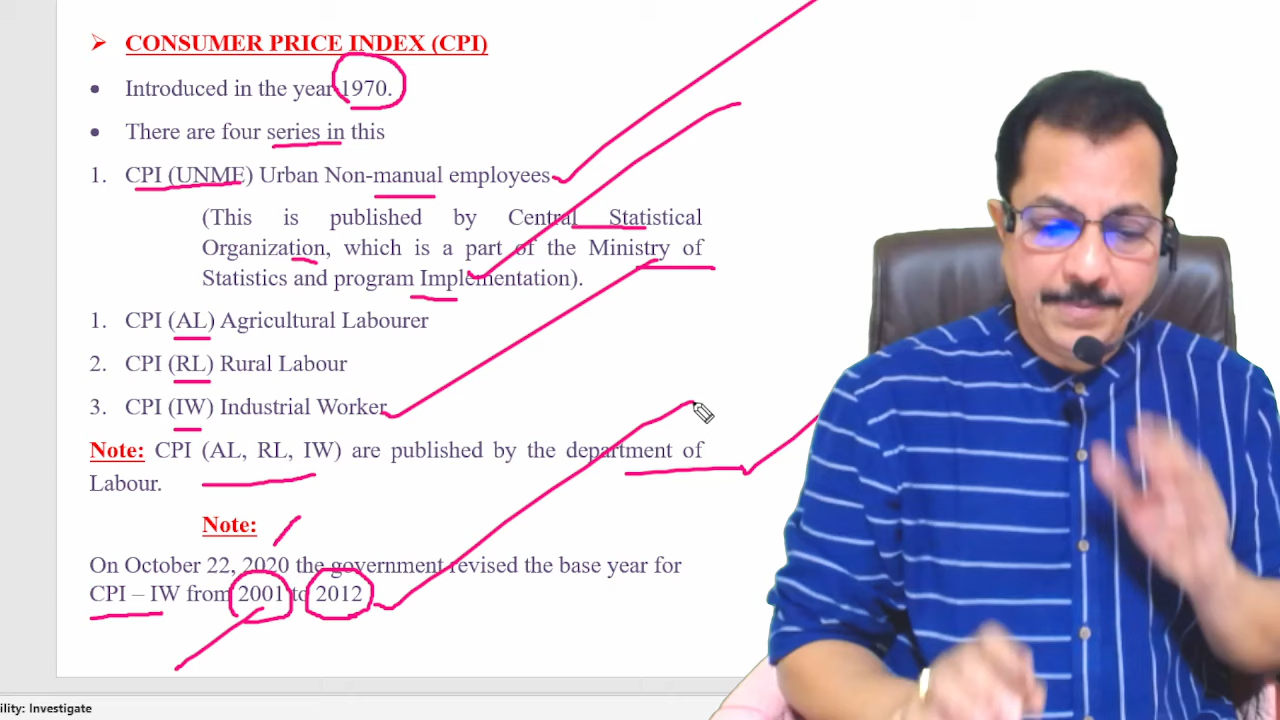 ➢ CONSUMER PRICE INDEX (CPI)
• Introduced in the year 1970.
• There are four series in this
1. CPI (UNME) Urban Non-manual employees
(This is published by Central Statistical
Organization, which is a part of the Ministry of
Statistics and program Implementation).
1. CPI (AL) Agricultural Labourer
2. CPI (RL) Rural Labour
3. CPI (IW) Industrial Worker
Note: CPI (AL, RL, IW) are published by the department of
Labour.
Note:
On October 22, 2020 the government revised the base year for
CPI – IW from 2001 to 2012
ility: Investigate